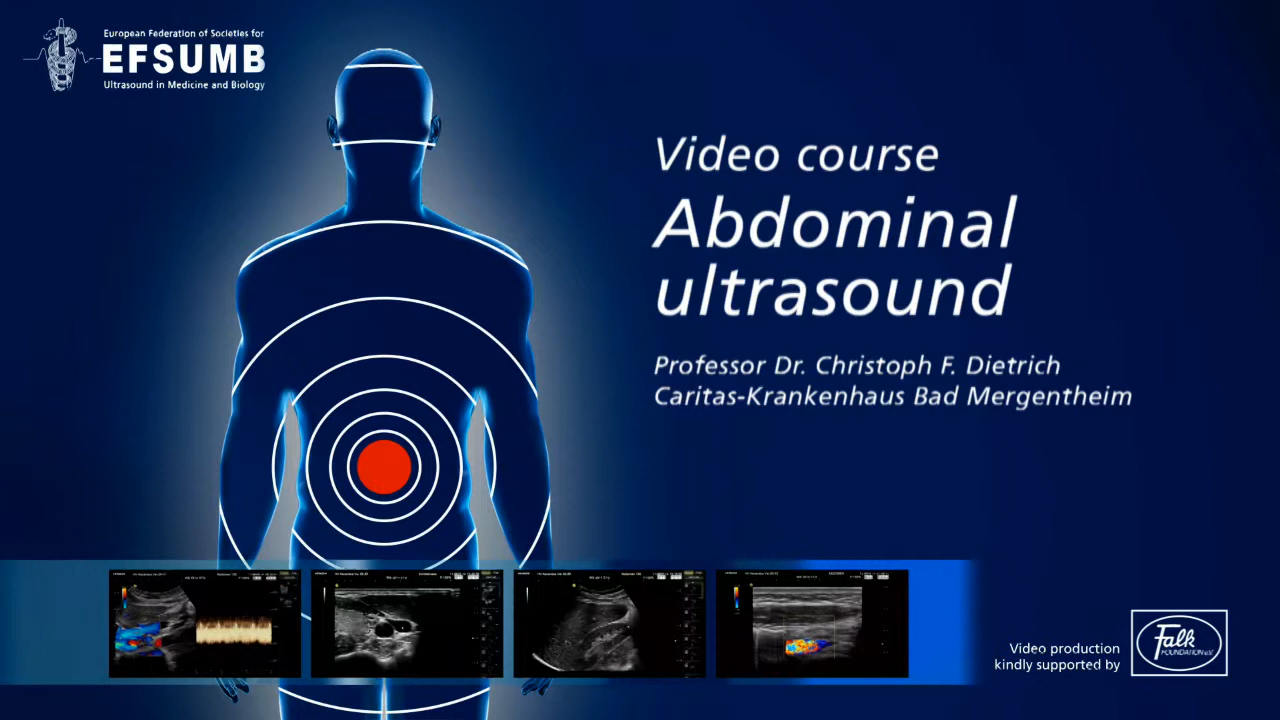 European Federation of Societies for
EFSUMB
Ultrasound in Medicine and Biology
Video course
Abdominal
ultrasound
Professor Dr. Christoph F. Dietrich
Caritas-Krankenhaus Bad Mergentheim
Video production
kindly supported by
Falk
FOUNDATION e.V.